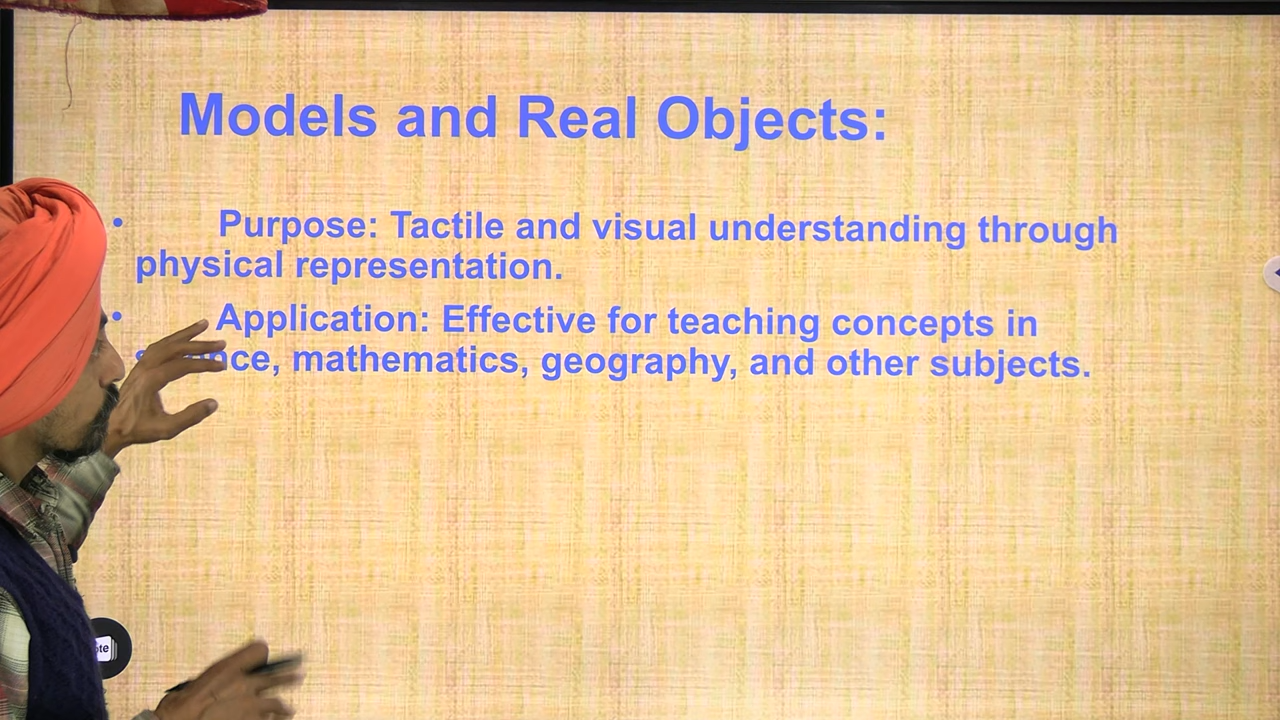 Models and Real Objects:
• Purpose: Tactile and visual understanding through
physical representation.
• Application: Effective for teaching concepts in
mathematics, geography, and other subjects.